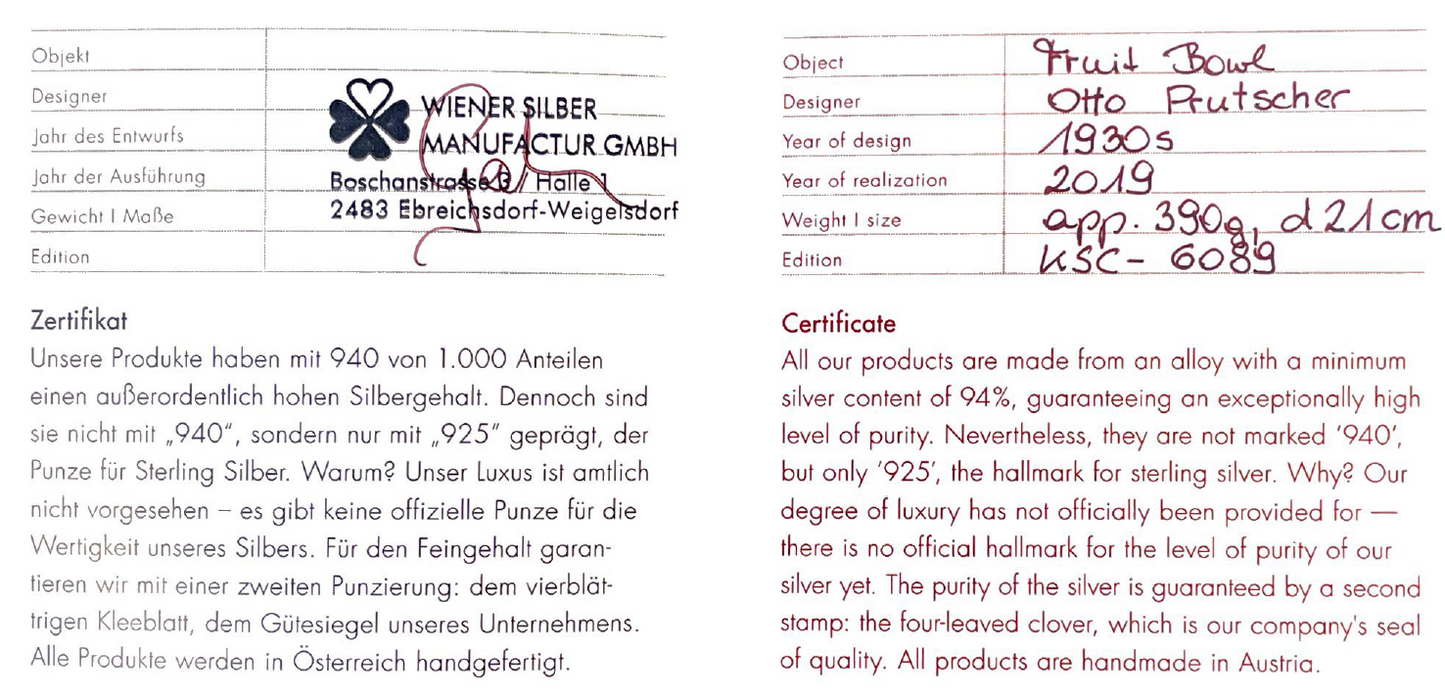 Objekt
Designer
Jahr des Entwurfs
Jahr der Ausführung
Gewicht | Maße
Edition
WIENER SILBER
MANUFACTUR GMBH
Boschanstrasse 3 / Halle 1
2483 Ebreichsdorf-Weigelsdorf
Zertifikat
Unsere Produkte haben mit 940 von 1.000 Anteilen
einen außerordentlich hohen Silbergehalt. Dennoch sind
sie nicht mit „940“, sondern nur mit „925“ geprägt, der
Punze für Sterling Silber. Warum? Unser Luxus ist amtlich
nicht vorgesehen – es gibt keine offizielle Punze für die
Wertigkeit unseres Silbers. Für den Feingehalt garan-
tieren wir mit einer zweiten Punzierung: dem vierblät-
trigen Kleeblatt, dem Gütesiegel unseres Unternehmens.
Alle Produkte werden in Österreich handgefertigt.
Object Fruit Bowl
Designer Otto Prutscher
Year of design 1930s
Year of realization 2019
Weight | size app. 390g, d 21cm
Edition KSC- 6089
Certificate
All our products are made from an alloy with a minimum
silver content of 94%, guaranteeing an exceptionally high
level of purity. Nevertheless, they are not marked '940',
but only '925', the hallmark for sterling silver. Why? Our
degree of luxury has not officially been provided for —
there is no official hallmark for the level of purity of our
silver yet. The purity of the silver is guaranteed by a second
stamp: the four-leaved clover, which is our company's seal
of quality. All products are handmade in Austria.